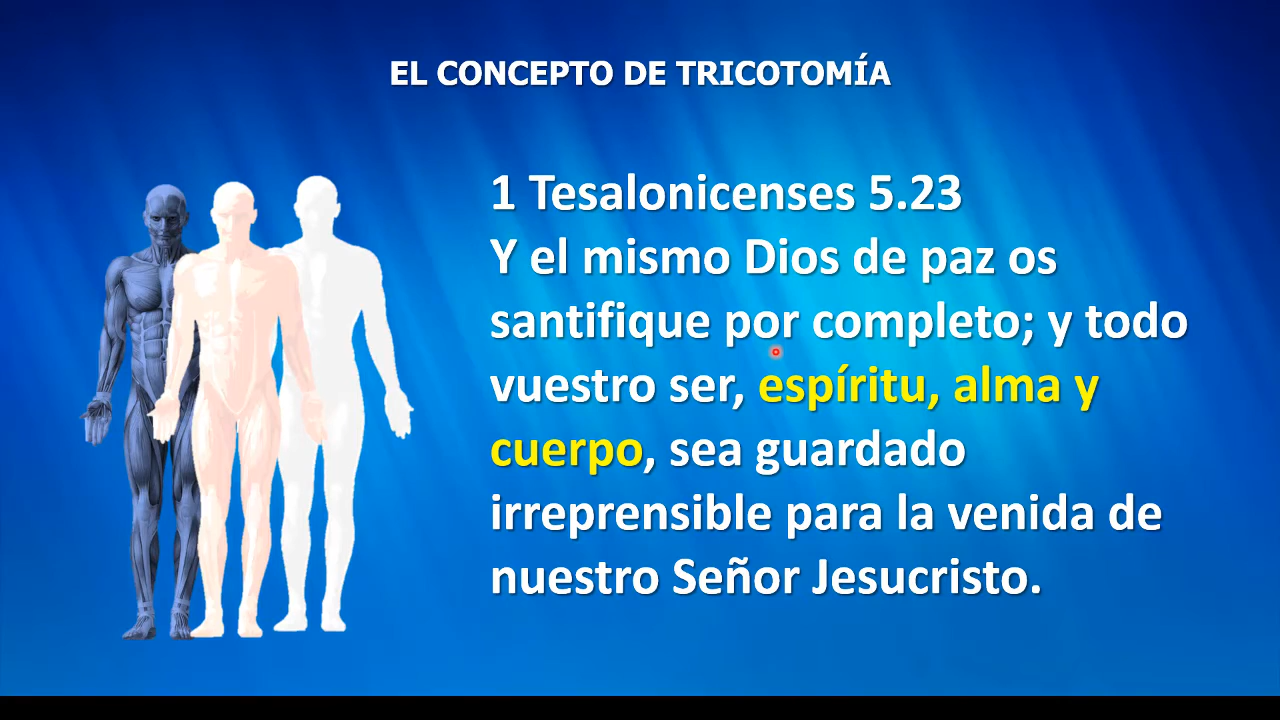 EL CONCEPTO DE TRICOTOMÍA
1 Tesalonicenses 5.23
Y el mismo Dios de paz os
santifique por completo; y todo
vuestro ser, espíritu, alma y
cuerpo, sea guardado
irreprensible para la venida de
nuestro Señor Jesucristo.